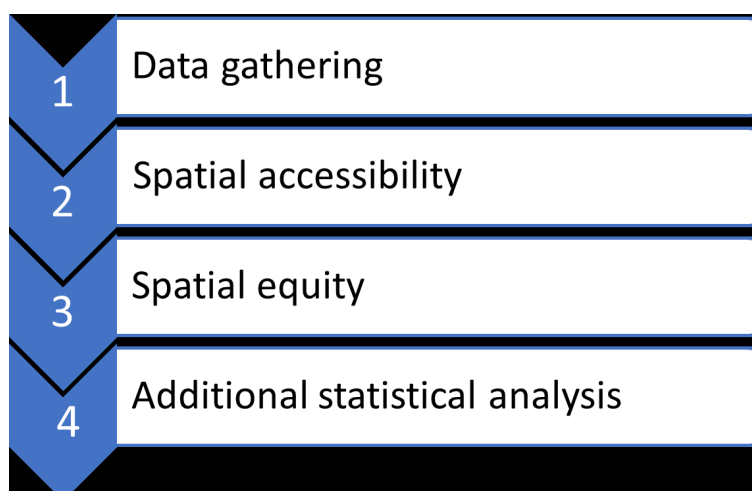 1 Data gathering
2 Spatial accessibility
3 Spatial equity
4 Additional statistical analysis